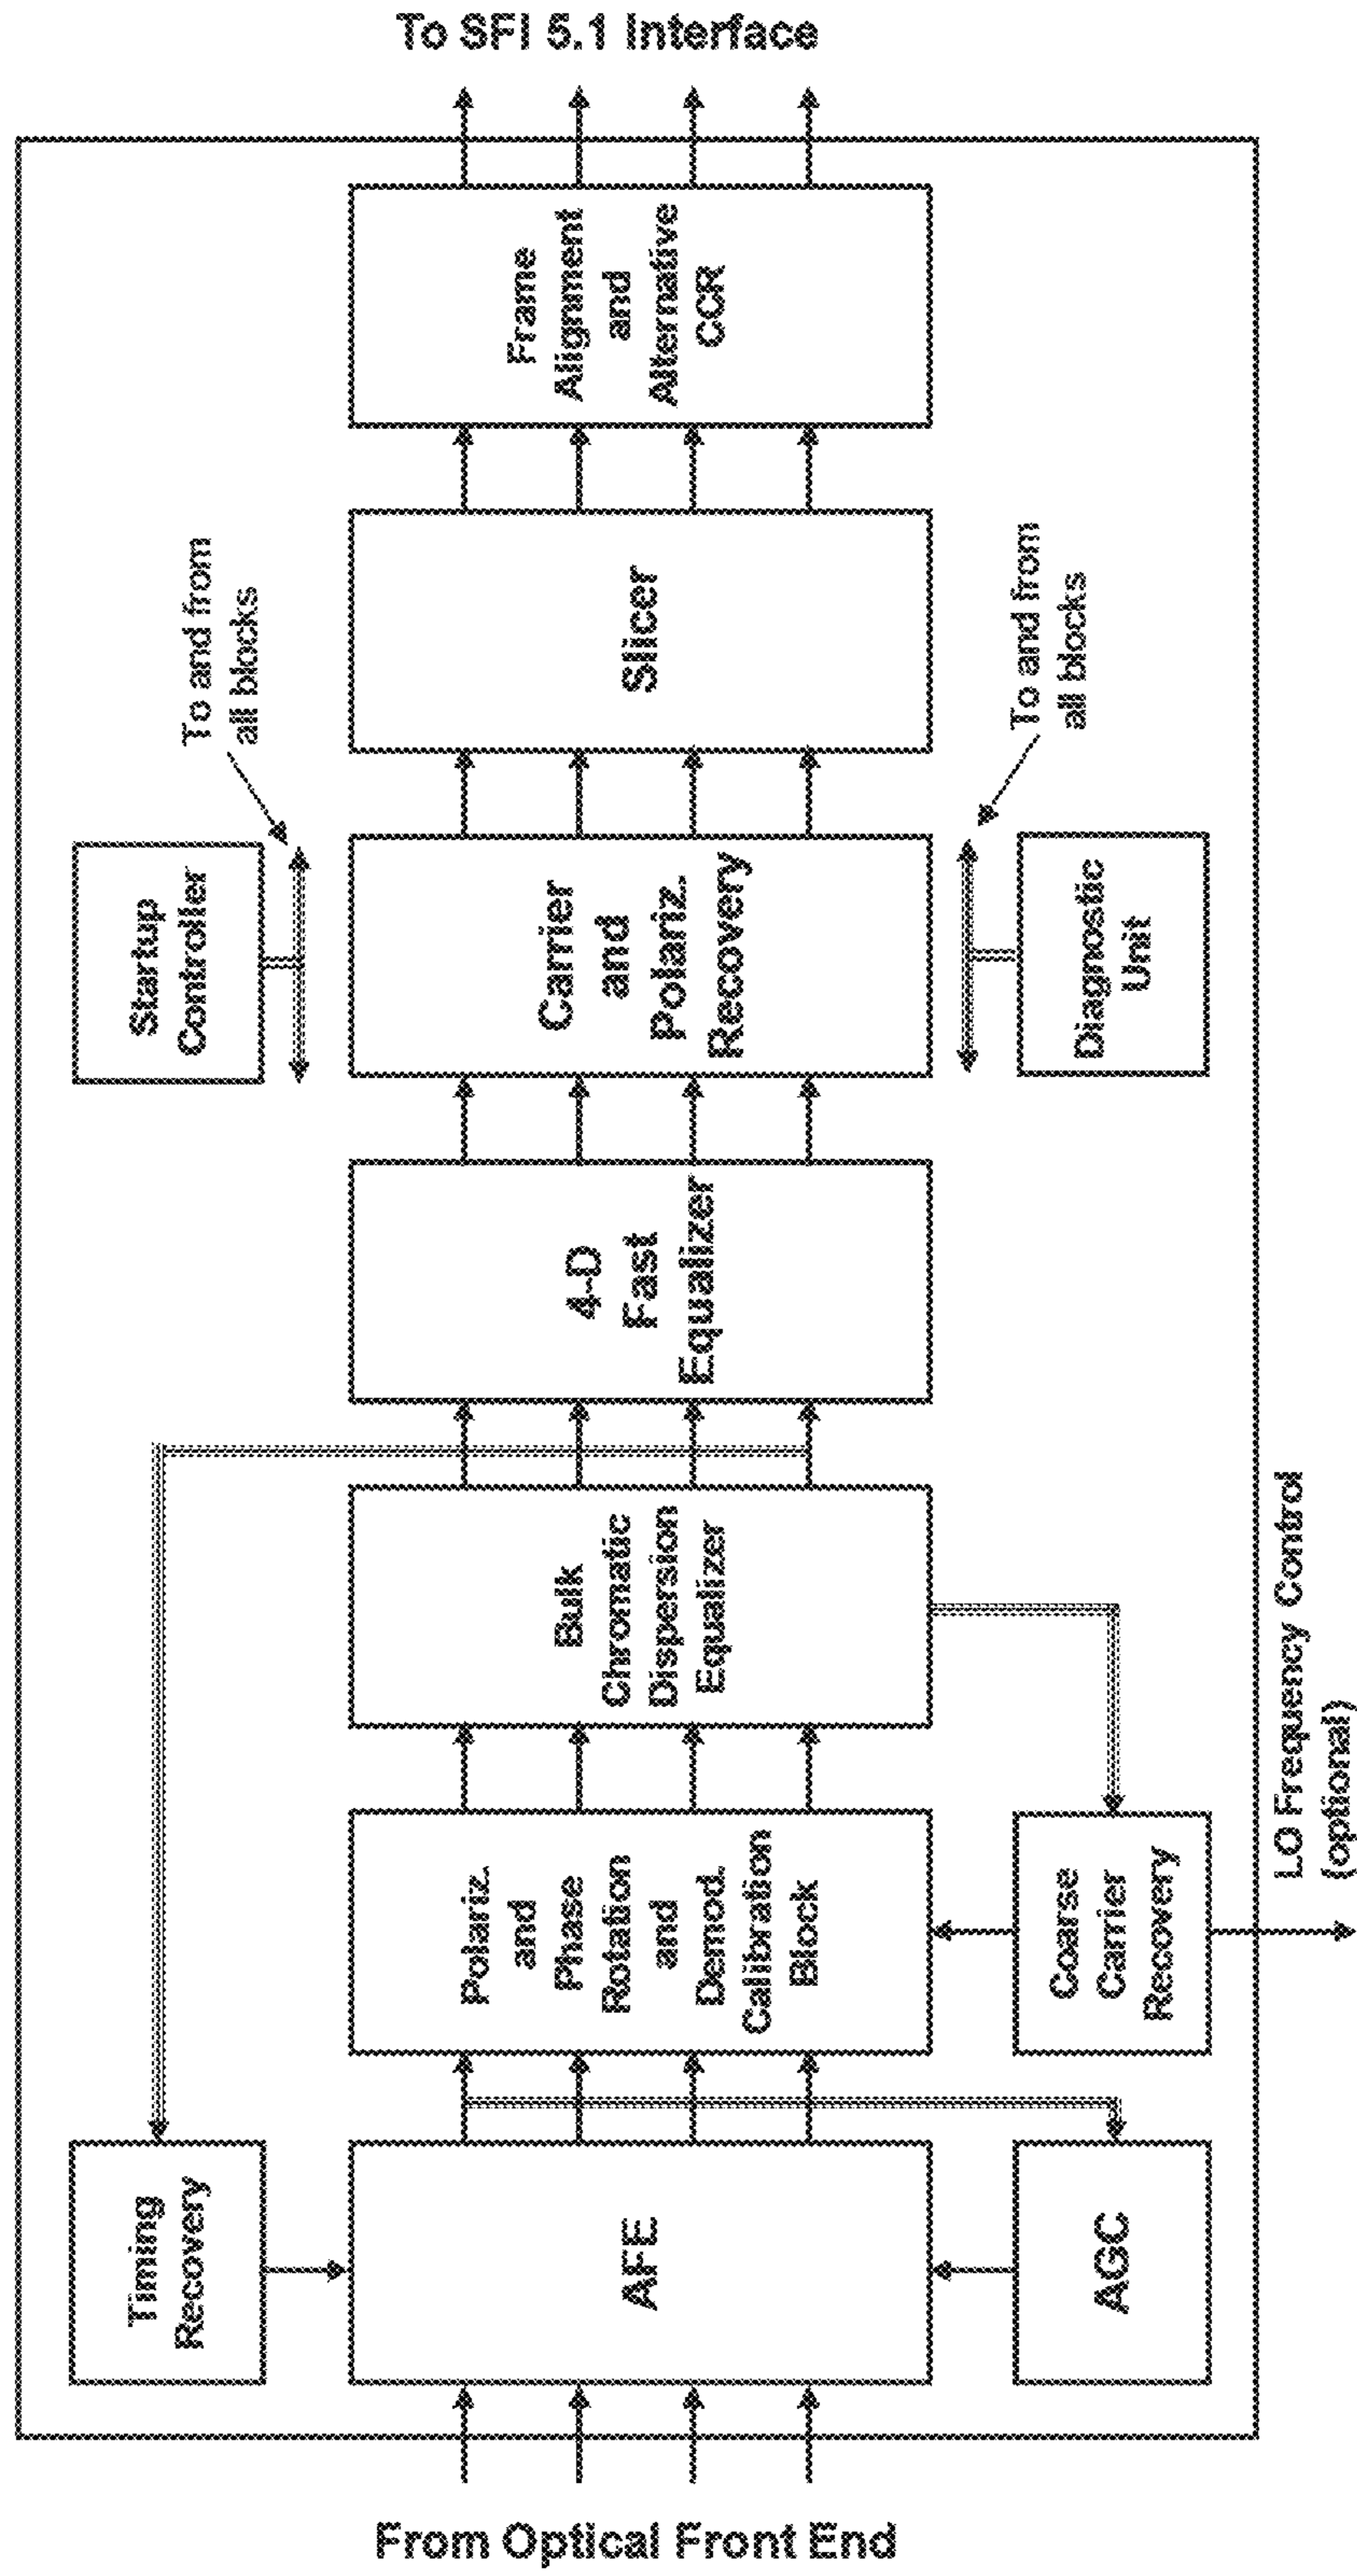 To SFI 5.1 Interface
Frame
Alignment
and
Alternative
CCR
To and from
all blocks
Slicer
To and from
all blocks
Startup
Controller
Carrier
and
Polariz.
Recovery
Diagnostic
Unit
4-D
Fast
Equalizer
Bulk
Chromatic
Dispersion
Equalizer
LO Frequency Control
(optional)
Polariz.
and
Phase
Rotation
and
Demod.
Calibration
Block
Coarse
Carrier
Recovery
Timing
Recovery
AFE
AGC
From Optical Front End